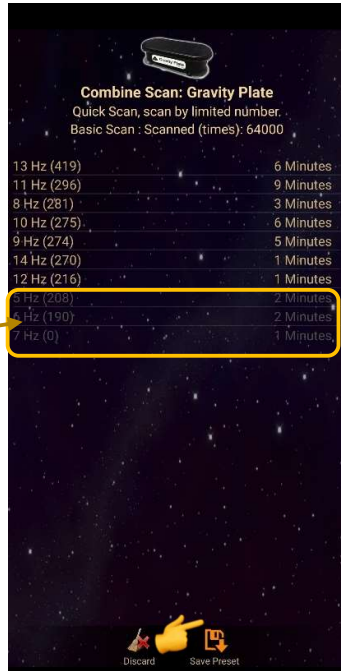 Gravity Plate
Combine Scan: Gravity Plate
Quick Scan, scan by limited number.
Basic Scan : Scanned (times): 64000
13 Hz (419) 6 Minutes
11 Hz (296) 9 Minutes
8 Hz (281) 3 Minutes
10 Hz (275) 6 Minutes
9 Hz (274) 5 Minutes
14 Hz (270) 1 Minutes
12 Hz (216) 1 Minutes
5 Hz (208) 2 Minutes
6 Hz (190) 2 Minutes
7 Hz (0) 1 Minutes
Discard Save Preset